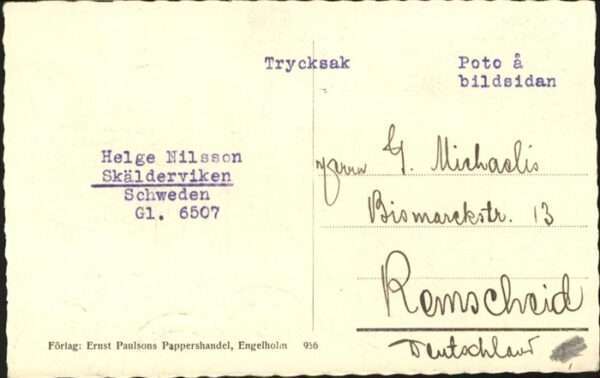 Trycksak
Poto å
bildsidan
Helge Nilsson
Skälderviken
Schweden
Gl. 6507
Herrn G. Michaelis
Bismarckstr. 13
Remscheid
Deutschland
Förlag: Ernst Paulsons Pappershandel, Engelholm 956